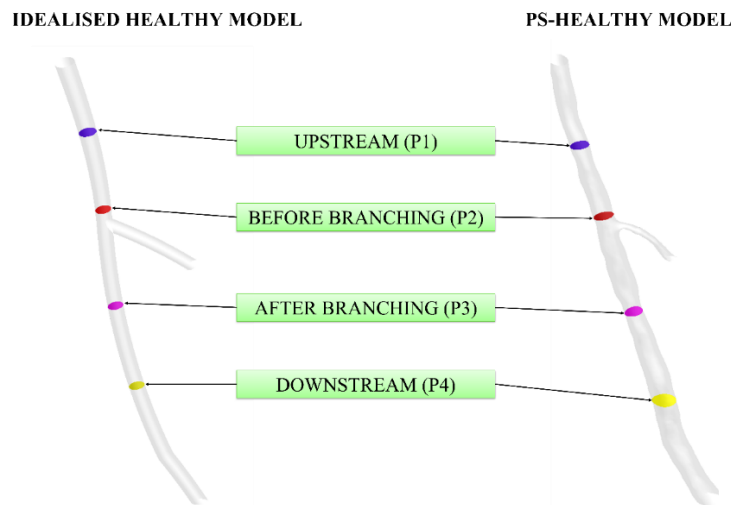 IDEALISED HEALTHY MODEL
PS-HEALTHY MODEL
UPSTREAM (P1)
BEFORE BRANCHING (P2)
AFTER BRANCHING (P3)
DOWNSTREAM (P4)